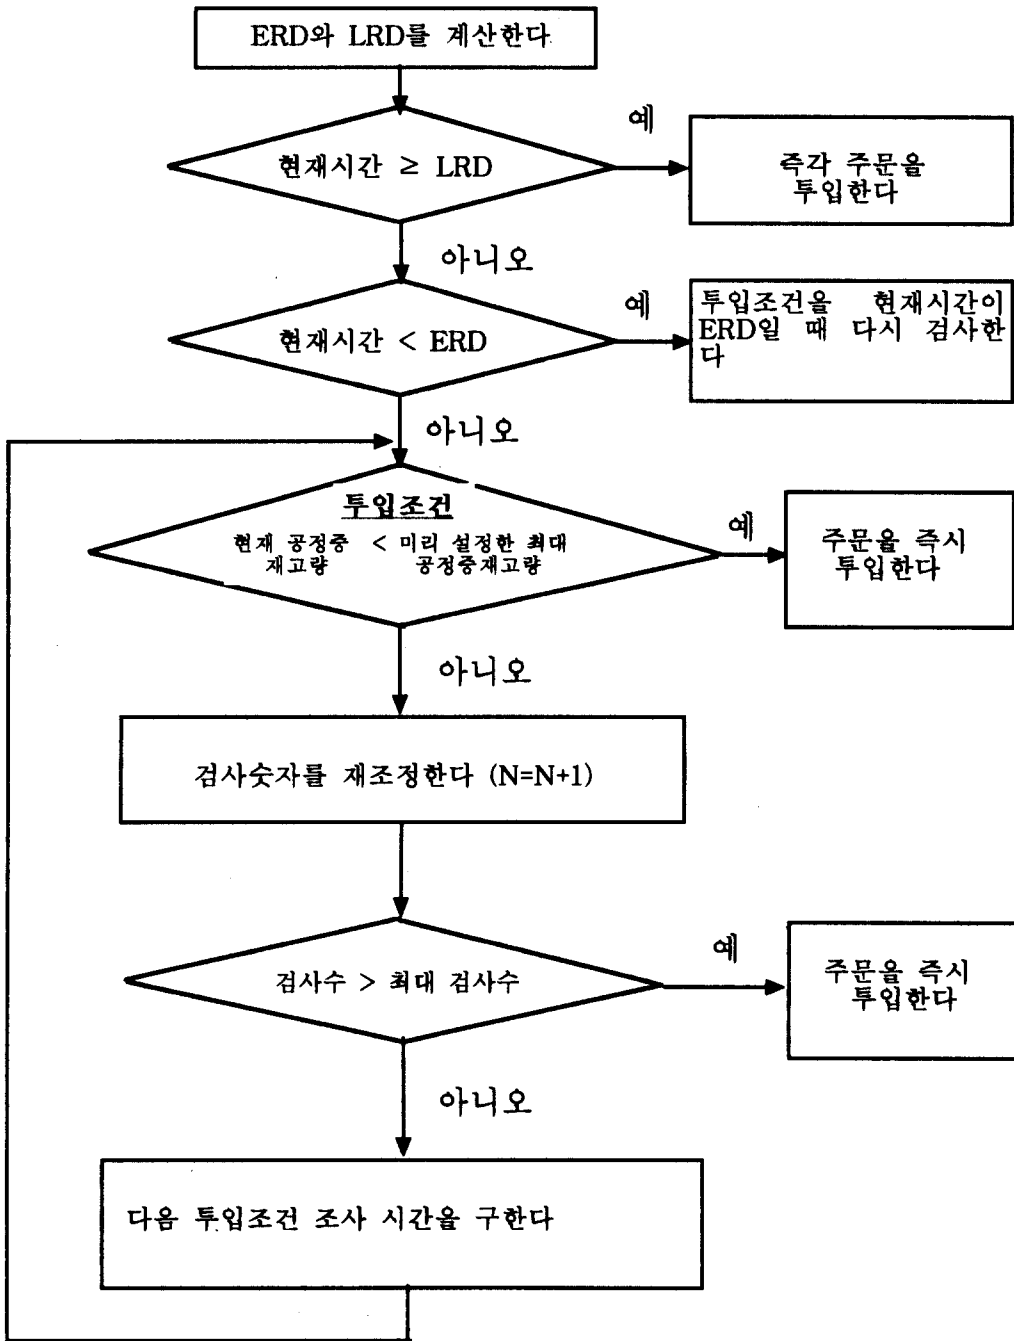 ERD와 LRD를 계산한다
현재시간 ≥ LRD
예
즉각 주문을
투입한다
아니오
현재시간 < ERD
예
투입조건을 현재시간이
ERD일 때 다시 검사한
다
아니오
투입조건
현재 공정중 < 미리 설정한 최대
재고량 공정중재고량
예
주문을 즉시
투입한다
아니오
검사숫자를 재조정한다 (N=N+1)
검사수 > 최대 검사수
예
주문을 즉시
투입한다
아니오
다음 투입조건 조사 시간을 구한다